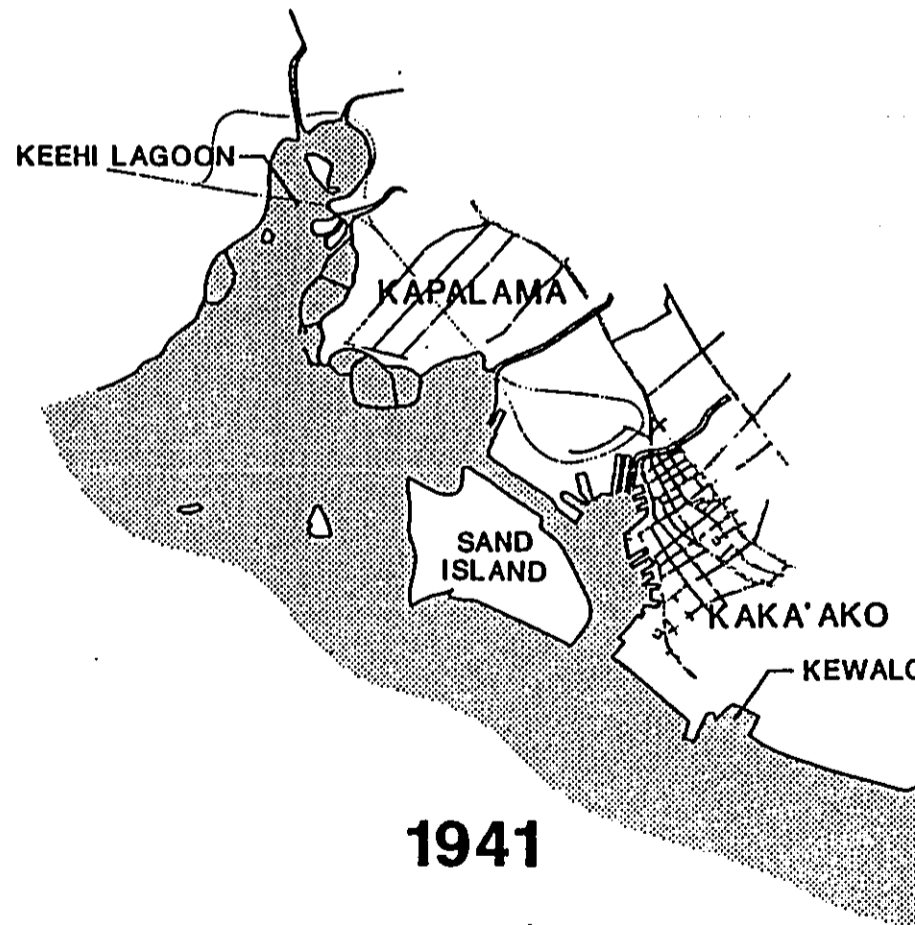 KEEHI LAGOON
KAPALAMA
SAND
ISLAND
KAKA'AKO
KEWALO
1941